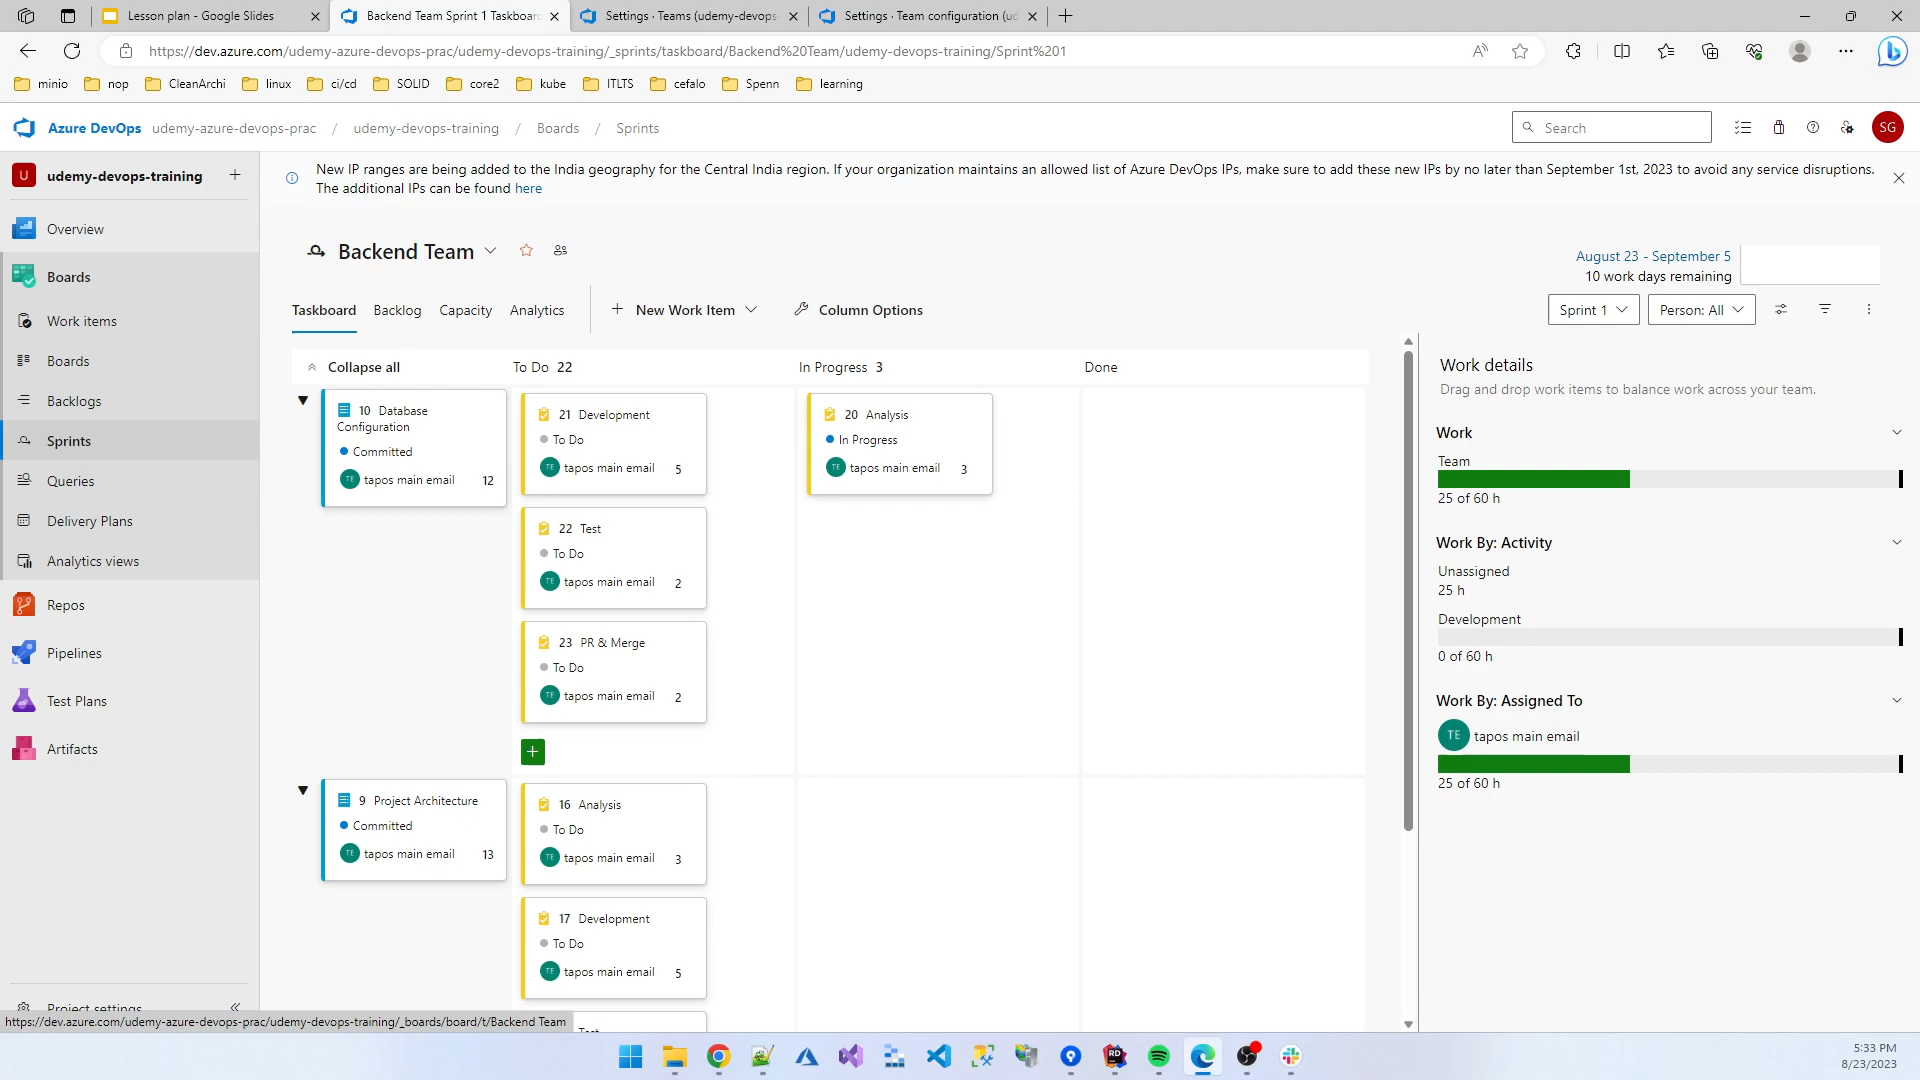 Lesson plan - Google Slides
Backend Team Sprint 1 Taskboard
Settings · Teams (udemy-devops-
Settings · Team configuration (ud
https://dev.azure.com/udemy-azure-devops-prac/udemy-devops-training/_sprints/taskboard/Backend%20Team/udemy-devops-training/Sprint%201
minio
nop
CleanArchi
linux
ci/cd
SOLID
core2
kube
ITLTS
cefalo
Spenn
learning
Azure DevOps
udemy-azure-devops-prac / udemy-devops-training / Boards / Sprints
Search
SG
U
udemy-devops-training
Overview
Boards
Work items
Boards
Backlogs
Sprints
Queries
Delivery Plans
Analytics views
Repos
Pipelines
Test Plans
Artifacts
Project settings
https://dev.azure.com/udemy-azure-devops-prac/udemy-devops-training/_boards/board/t/Backend Team
New IP ranges are being added to the India geography for the Central India region. If your organization maintains an allowed list of Azure DevOps IPs, make sure to add these new IPs by no later than September 1st, 2023 to avoid any service disruptions.
The additional IPs can be found here
Backend Team
August 23 - September 5
10 work days remaining
Taskboard
Backlog
Capacity
Analytics
New Work Item
Column Options
Sprint 1
Person: All
Collapse all
To Do 22
In Progress 3
Done
10 Database
Configuration
Committed
TE tapos main email 12
21 Development
To Do
TE tapos main email 5
22 Test
To Do
TE tapos main email 2
23 PR & Merge
To Do
TE tapos main email 2
20 Analysis
In Progress
TE tapos main email 3
9 Project Architecture
Committed
TE tapos main email 13
16 Analysis
To Do
TE tapos main email 3
17 Development
To Do
TE tapos main email 5
Test
Work details
Drag and drop work items to balance work across your team.
Work
Team
25 of 60 h
Work By: Activity
Unassigned
25 h
Development
0 of 60 h
Work By: Assigned To
TE tapos main email
25 of 60 h
RD
5:33 PM
8/23/2023